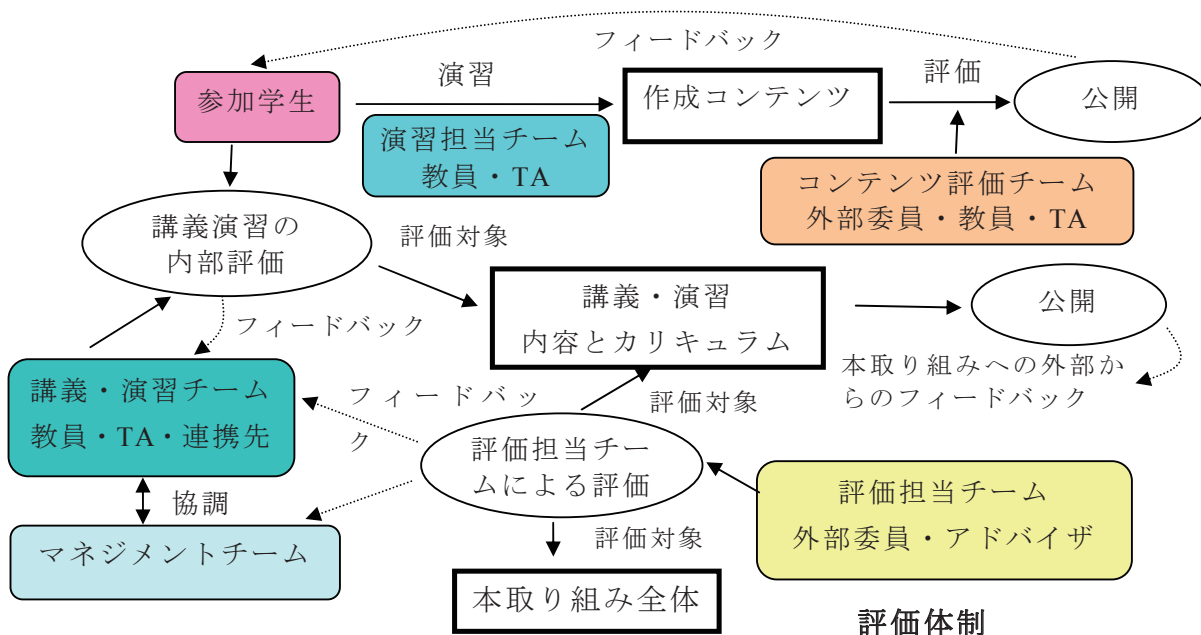 フィードバック
参加学生
演習
作成コンテンツ
評価
公開
演習担当チーム
教員・TA
コンテンツ評価チーム
外部委員・教員・TA
講義演習の
内部評価
評価対象
講義・演習
内容とカリキュラム
公開
フィードバック
本取り組みへの外部か
らのフィードバック
講義・演習チーム
教員・TA・連携先
フィードバッ
ク
評価対象
評価担当チー
ムによる評価
評価担当チーム
外部委員・アドバイザ
協調
マネジメントチーム
評価対象
本取り組み全体
評価体制